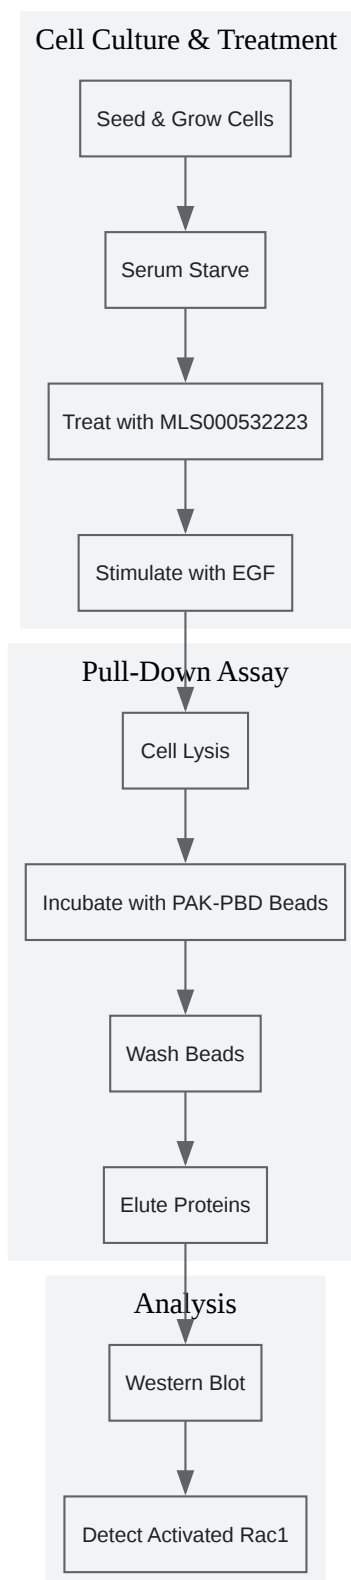 Cell Culture & Treatment
Seed & Grow Cells
Serum Starve
Treat with MLS000532223
Stimulate with EGF
Pull-Down Assay
Cell Lysis
Incubate with PAK-PBD Beads
Wash Beads
Elute Proteins
Analysis
Western Blot
Detect Activated Rac1